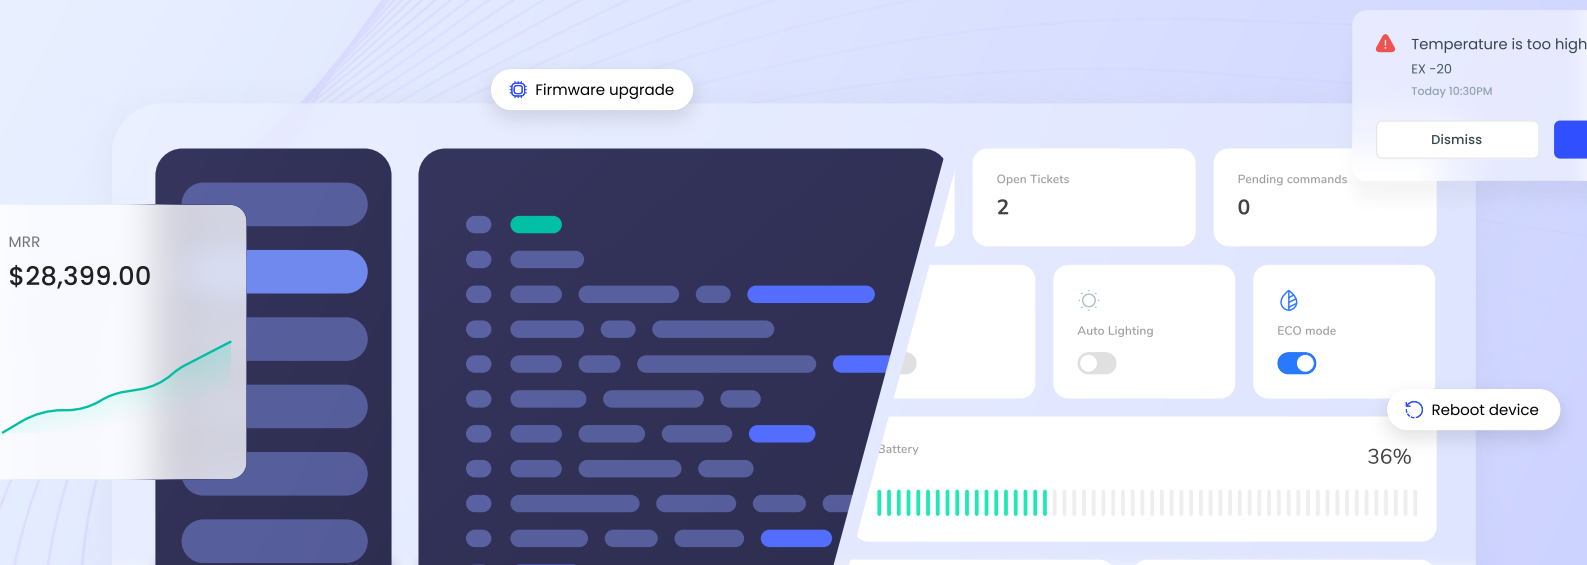 Temperature is too high
EX -20
Today 10:30PM
Dismiss
Firmware upgrade
Open Tickets
2
Pending commands
0
MRR
$28,399.00
Auto Lighting
ECO mode
Reboot device
Battery
36%